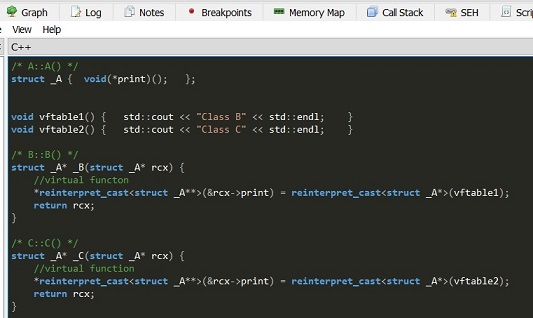 Graph Log Notes Breakpoints Memory Map Call Stack SEH
View Help
C++
/* A::A() */
struct _A {  void(*print)();   };
void vftable1() {   std::cout << "Class B" << std::endl;    }
void vftable2() {   std::cout << "Class C" << std::endl;    }
/* B::B() */
struct _A* _B(struct _A* rcx) {
    //virtual functon
    *reinterpret_cast<struct _A**>(&rcx->print) = reinterpret_cast<struct _A*>(vftable1);
    return rcx;
}
/* C::C() */
struct _A* _C(struct _A* rcx) {
    //virtual function
    *reinterpret_cast<struct _A**>(&rcx->print) = reinterpret_cast<struct _A*>(vftable2);
    return rcx;
}